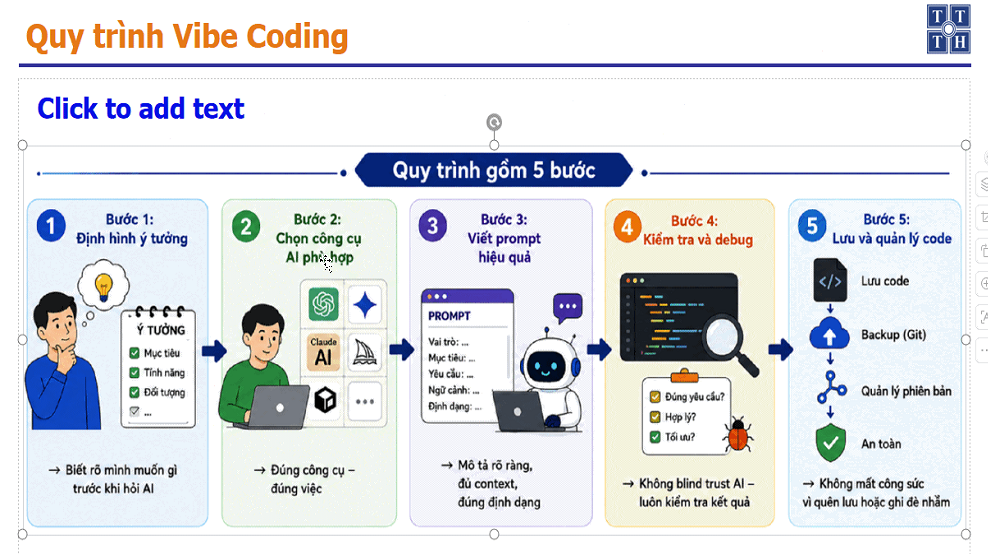 Quy trình Vibe Coding
T T
T H
Click to add text
Quy trình gồm 5 bước
1
Bước 1:
Định hình ý tưởng
Ý TƯỞNG
Mục tiêu
Tính năng
Đối tượng
...
→ Biết rõ mình muốn gì
trước khi hỏi AI
2
Bước 2:
Chọn công cụ
AI phù hợp
Claude
AI
→ Đúng công cụ –
đúng việc
3
Bước 3:
Viết prompt
hiệu quả
PROMPT
Vai trò: ...
Mục tiêu: ...
Yêu cầu: ...
Ngữ cảnh: ...
Định dạng: ...
→ Mô tả rõ ràng,
đủ context,
đúng định dạng
4
Bước 4:
Kiểm tra và debug
Đúng yêu cầu?
Hợp lý?
Tối ưu?
→ Không blind trust AI –
luôn kiểm tra kết quả
5
Bước 5:
Lưu và quản lý code
</>
Lưu code
Backup (Git)
Quản lý phiên bản
An toàn
→ Không mất công sức
vì quên lưu hoặc ghi đè nhầm